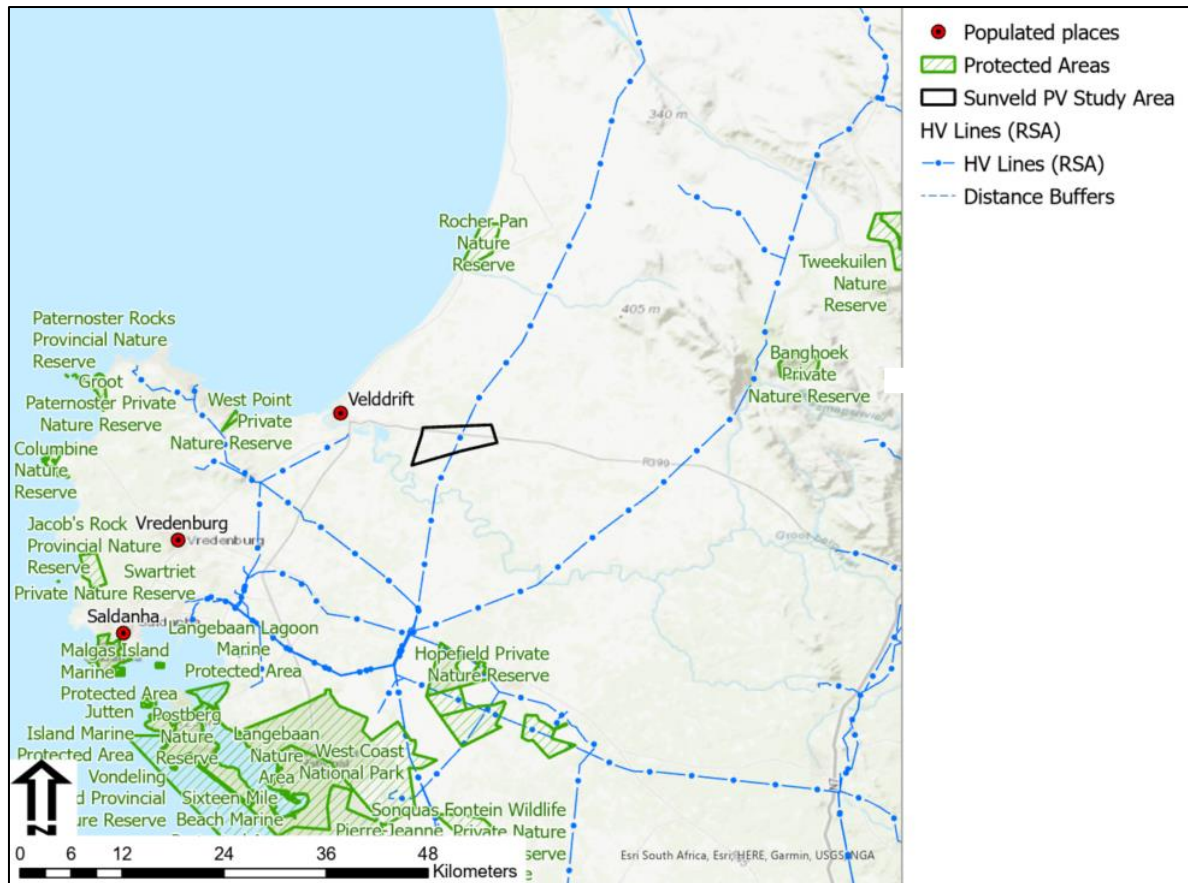 Populated places
Protected Areas
Sunveld PV Study Area
HV Lines (RSA)
HV Lines (RSA)
Distance Buffers
340 m
Rocher Pan
Nature
Reserve
Tweekuilen
Nature
Reserve
405 m
Paternoster Rocks
Provincial Nature
Reserve
Groot
Paternoster Private
Nature Reserve
West Point
Private
Nature Reserve
Velddrift
Banghoek
Private
Nature Reserve
R399
Columbine
Nature
Reserve
Vredenburg
Vredenburg
Jacob's Rock
Provincial Nature
Reserve
Swartriet
Private Nature Reserve
Saldanha
Malgas Island
Marine
Protected Area
Langebaan Lagoon
Marine
Protected Area
Hopefield Private
Nature Reserve
Jutten
Island Marine
Protected Area
Postberg
Nature
Reserve
Langebaan
Nature
Area
West Coast
National Park
Vondeling
Provincial
Reserve
Sixteen Mile
Beach Marine
Sonquas Fontein Wildlife
Private Nature
Reserve
Pierre-Jeanne
N7
N
0 6 12 24 36 48
Kilometers
Esri South Africa, Esri, HERE, Garmin, USGS, NGA